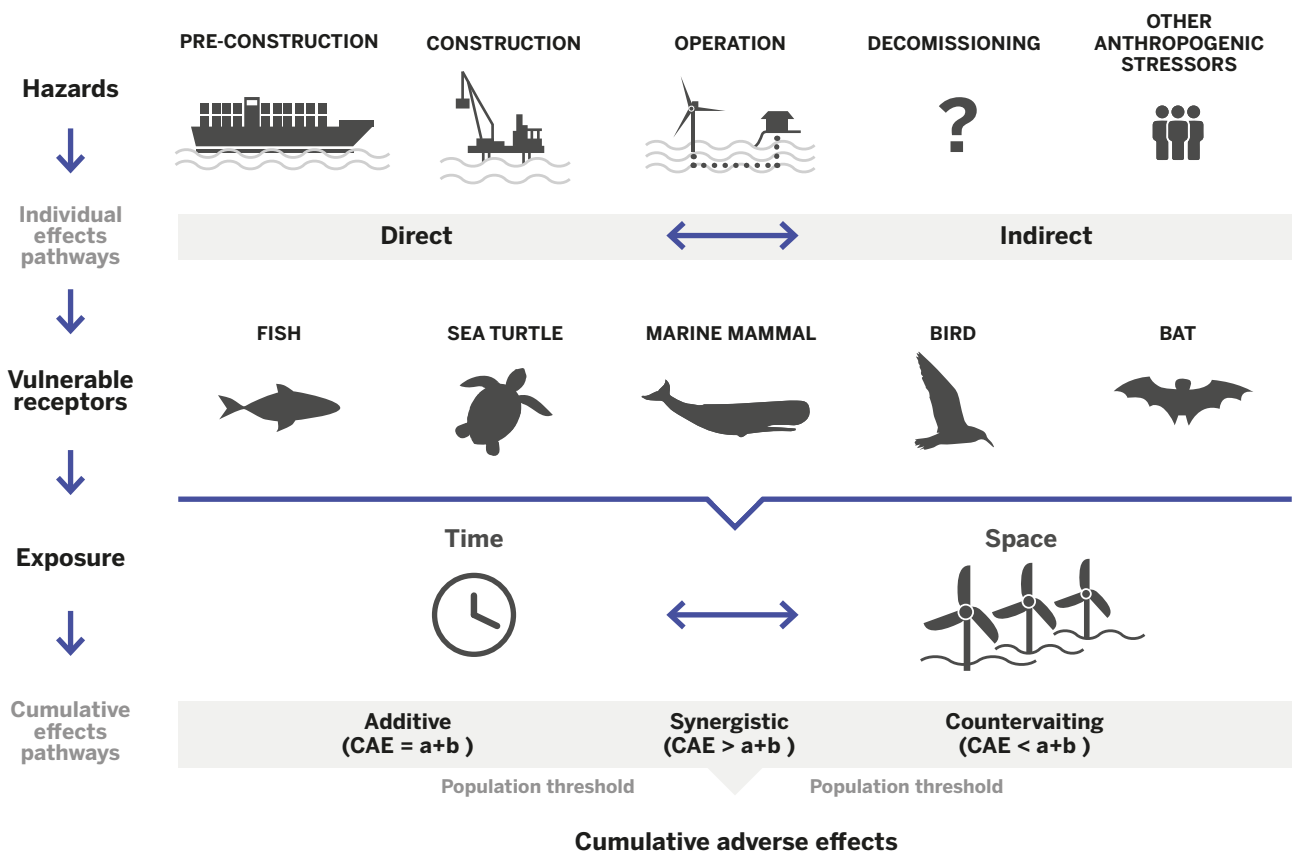 PRE-CONSTRUCTION
CONSTRUCTION
OPERATION
DECOMISSIONING
OTHER
ANTHROPOGENIC
STRESSORS
Hazards
?
Individual
effects
pathways
Direct
Indirect
FISH
SEA TURTLE
MARINE MAMMAL
BIRD
BAT
Vulnerable
receptors
Exposure
Time
Space
Cumulative
effects
pathways
Additive
(CAE = a+b )
Synergistic
(CAE > a+b )
Countervaiting
(CAE < a+b )
Population threshold
Population threshold
Cumulative adverse effects